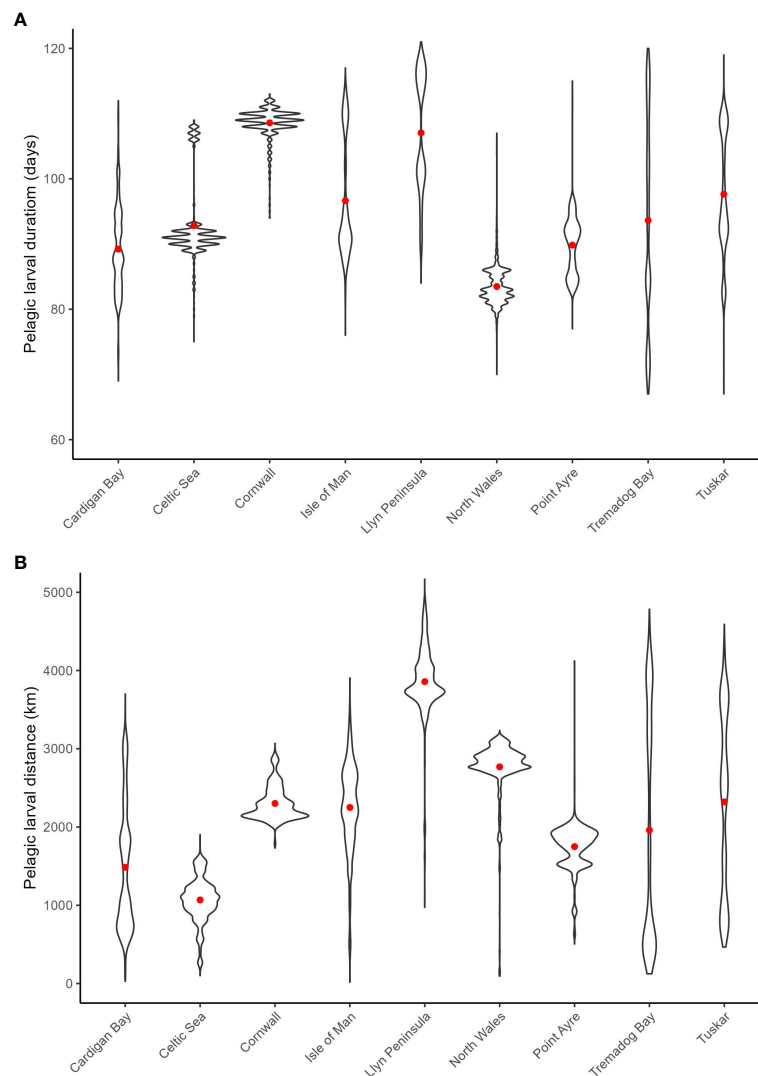 A
Pelagic larval duratiom (days)
120
100
80
60
Cardigan Bay
Celtic Sea
Cornwall
Isle of Man
Llyn Peninsula
North Wales
Point Ayre
Tremadog Bay
Tuskar
B
Pelagic larval distance (km)
5000
4000
3000
2000
1000
0
Cardigan Bay
Celtic Sea
Cornwall
Isle of Man
Llyn Peninsula
North Wales
Point Ayre
Tremadog Bay
Tuskar